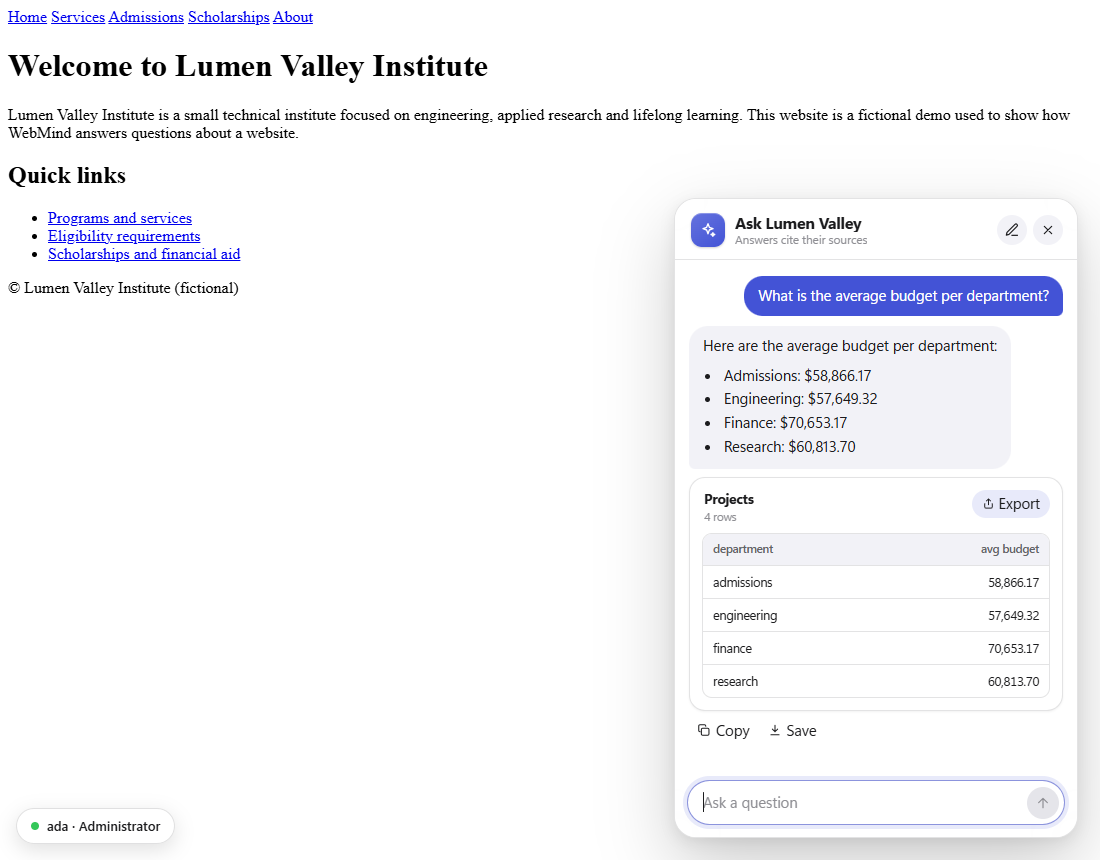 Home Services Admissions Scholarships About
Welcome to Lumen Valley Institute
Lumen Valley Institute is a small technical institute focused on engineering, applied research and lifelong learning. This website is a fictional demo used to show how
WebMind answers questions about a website.
Quick links
Programs and services
Eligibility requirements
Scholarships and financial aid
© Lumen Valley Institute (fictional)
Ask Lumen Valley
Answers cite their sources
What is the average budget per department?
Here are the average budget per department:
Admissions: $58,866.17
Engineering: $57,649.32
Finance: $70,653.17
Research: $60,813.70
Projects
4 rows
Export
department avg budget
admissions 58,866.17
engineering 57,649.32
finance 70,653.17
research 60,813.70
Copy Save
Ask a question
ada · Administrator